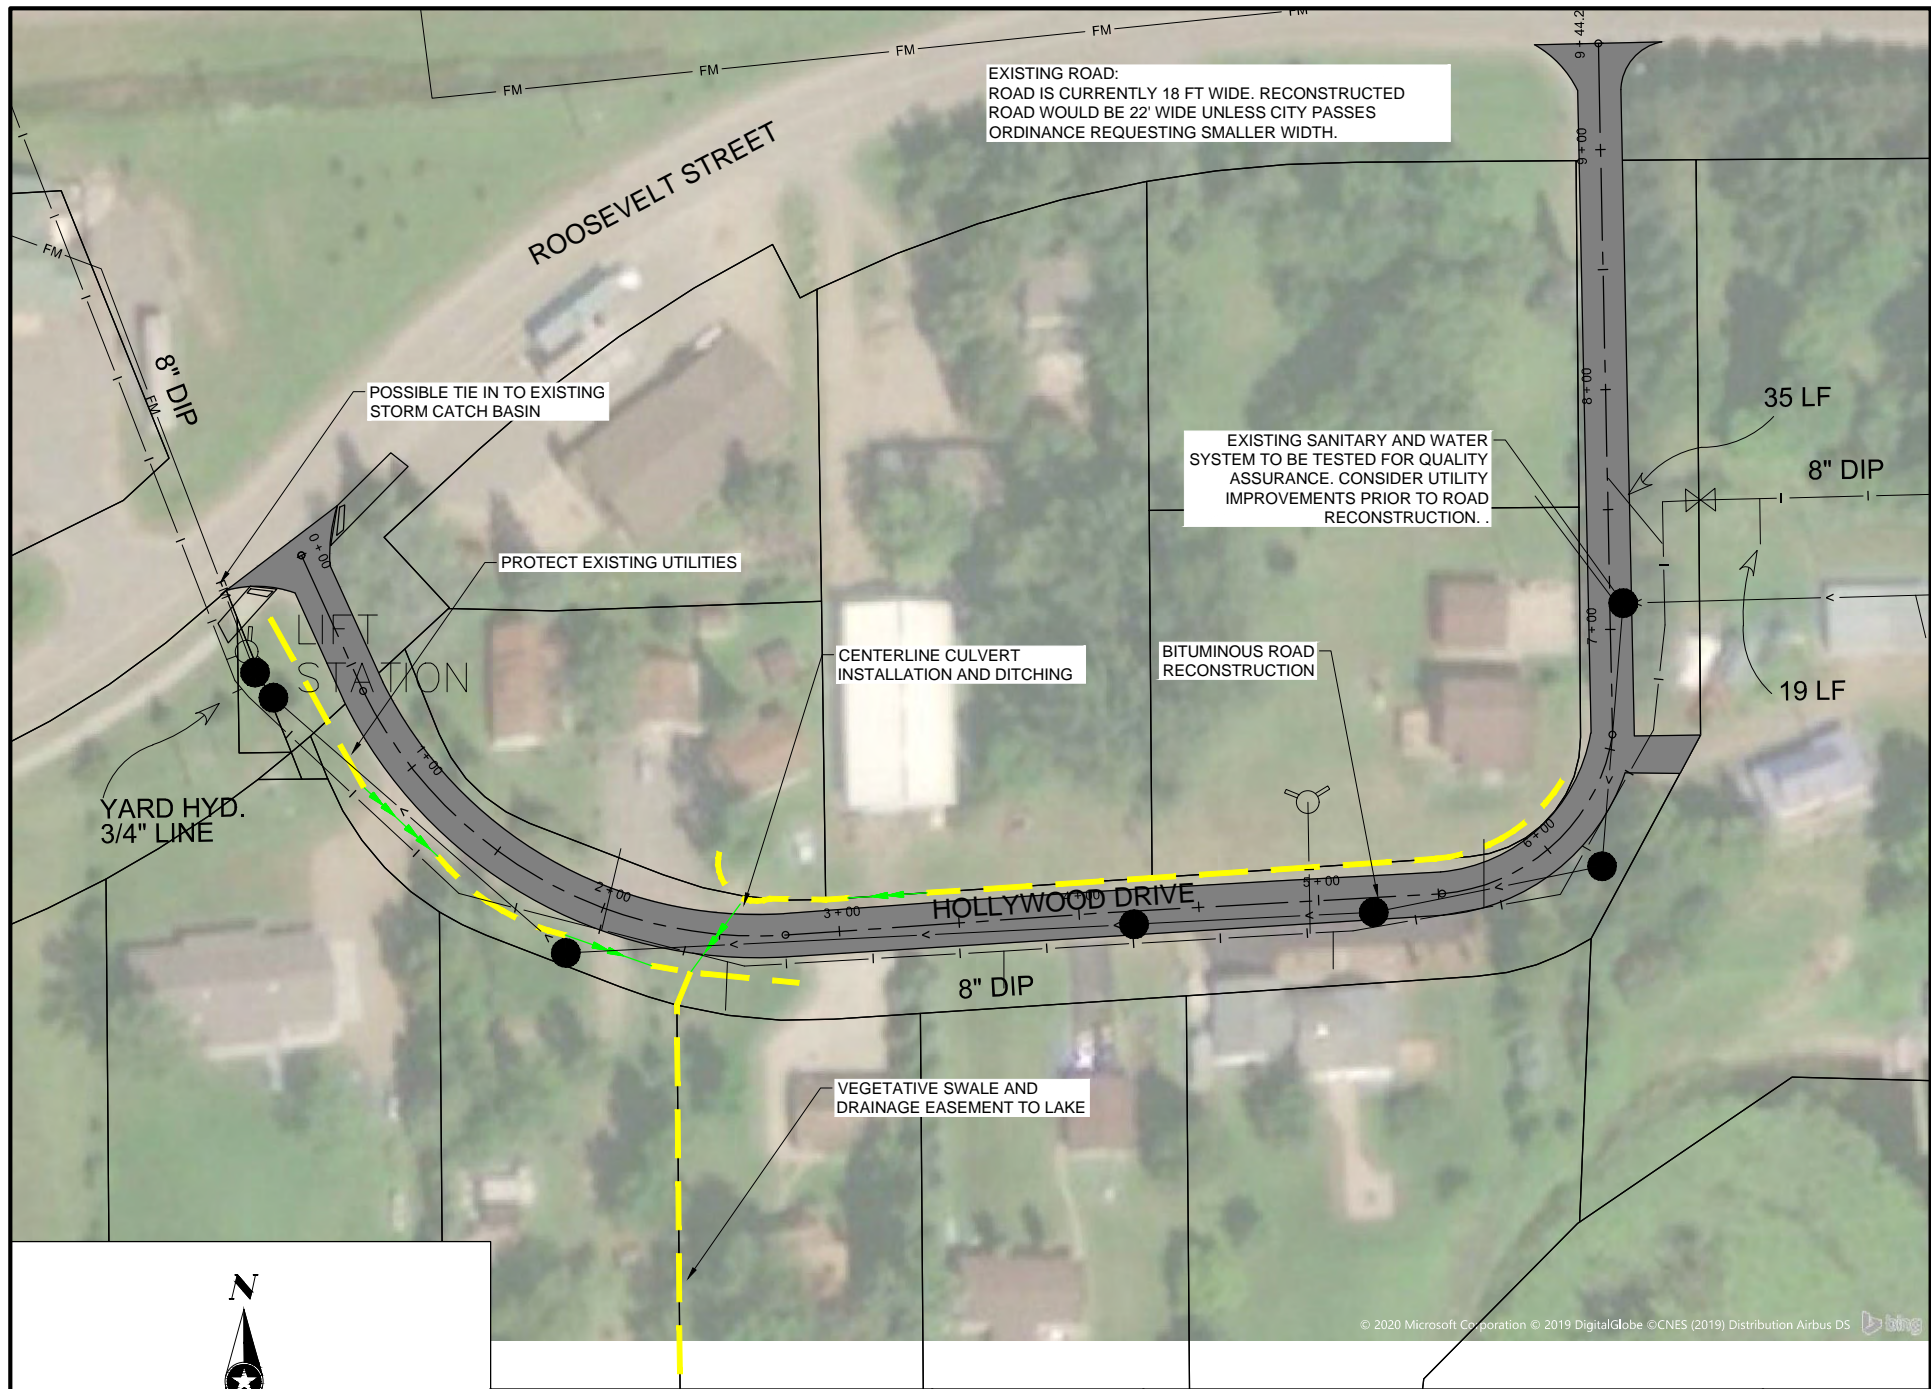 FM
FM
FM
FM
FM
9 + 44.2
EXISTING ROAD:
ROAD IS CURRENTLY 18 FT WIDE. RECONSTRUCTED
ROAD WOULD BE 22' WIDE UNLESS CITY PASSES
ORDINANCE REQUESTING SMALLER WIDTH.
ROOSEVELT STREET
9 + 00
FM
8" DIP
FM
POSSIBLE TIE IN TO EXISTING
STORM CATCH BASIN
8 + 00
35 LF
EXISTING SANITARY AND WATER
SYSTEM TO BE TESTED FOR QUALITY
ASSURANCE. CONSIDER UTILITY
IMPROVEMENTS PRIOR TO ROAD
RECONSTRUCTION. .
8" DIP
0 + 00
PROTECT EXISTING UTILITIES
LIFT
STATION
7 + 00
CENTERLINE CULVERT
INSTALLATION AND DITCHING
BITUMINOUS ROAD
RECONSTRUCTION
19 LF
1 + 00
YARD HYD.
3/4" LINE
6 + 00
2 + 00
3 + 00
HOLLYWOOD DRIVE
4 + 00
5 + 00
8" DIP
VEGETATIVE SWALE AND
DRAINAGE EASEMENT TO LAKE
N
© 2020 Microsoft Corporation © 2019 DigitalGlobe ©CNES (2019) Distribution Airbus DS
bing